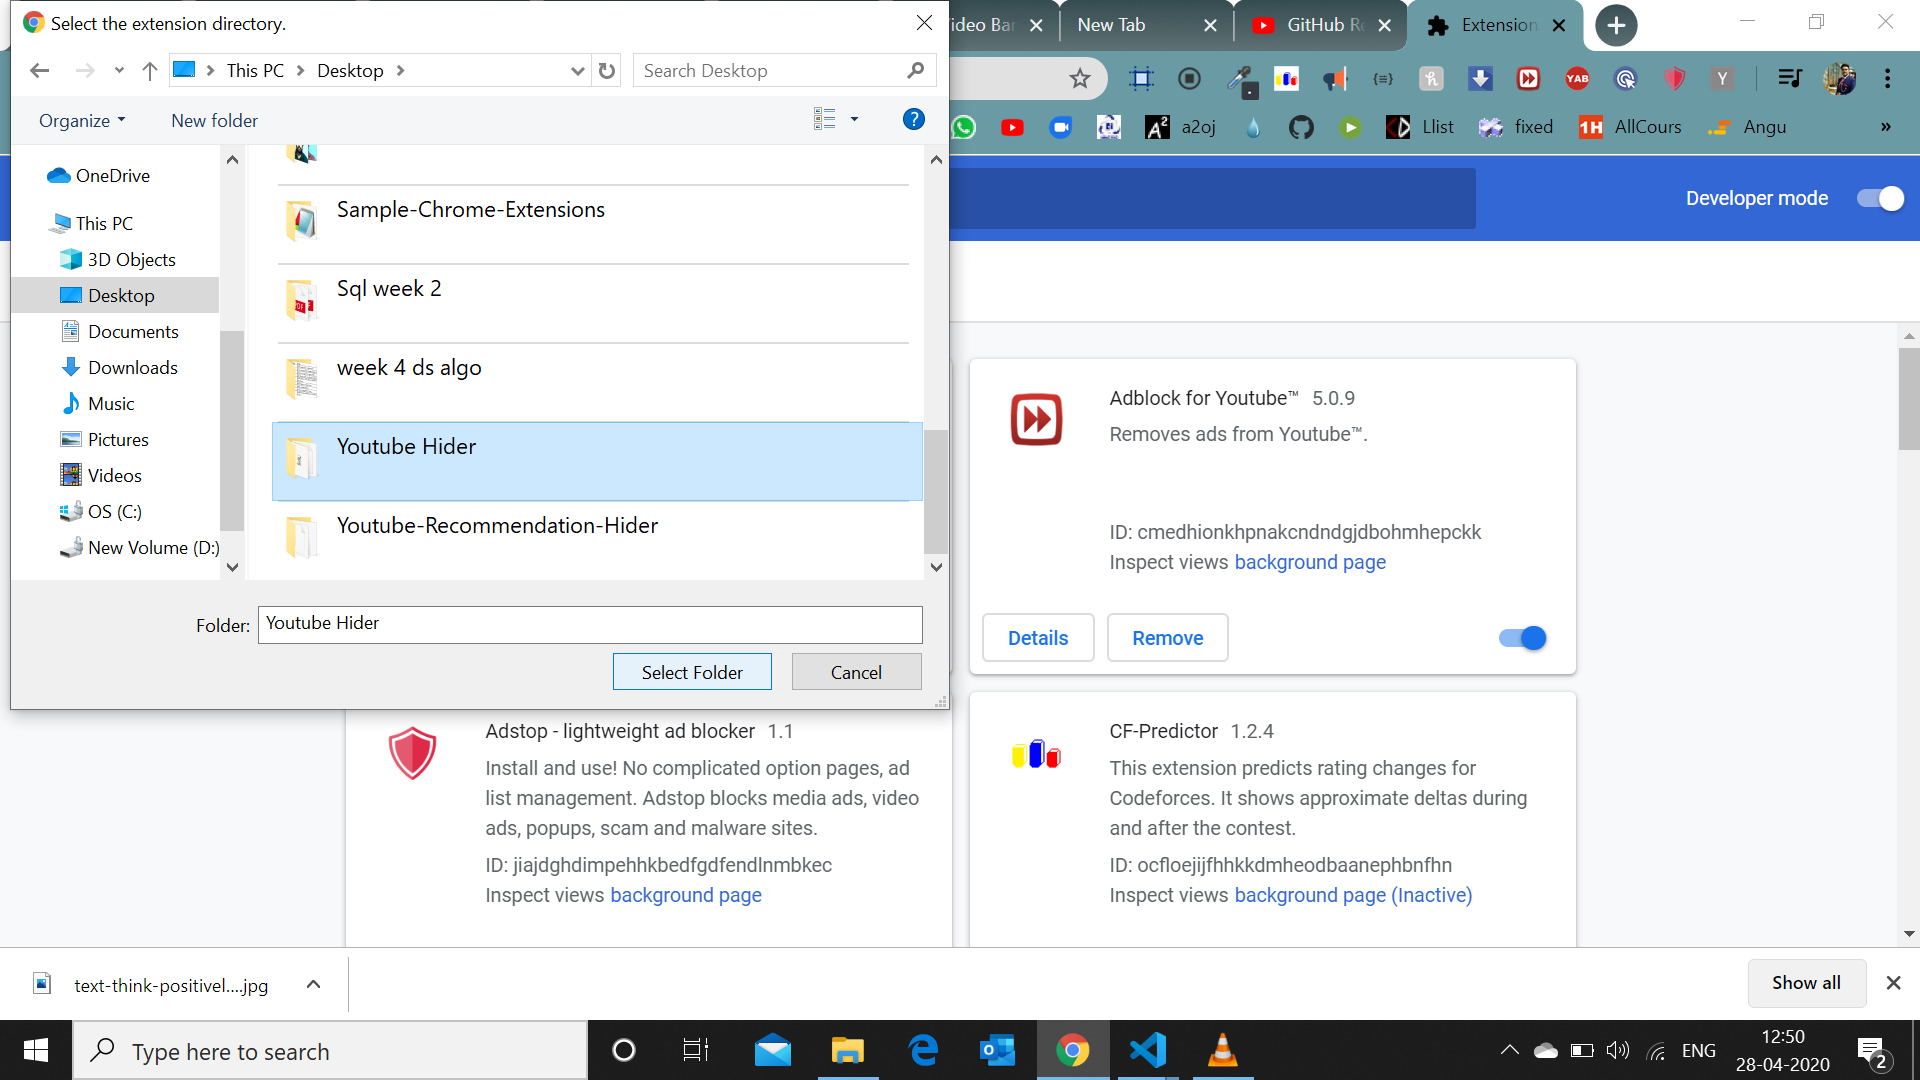 Select the extension directory.
This PC
Desktop
Search Desktop
Organize
New folder
OneDrive
This PC
3D Objects
Desktop
Documents
Downloads
Music
Pictures
Videos
OS (C:)
New Volume (D:)
Sample-Chrome-Extensions
Sql week 2
week 4 ds algo
Youtube Hider
Youtube-Recommendation-Hider
Folder: Youtube Hider
Select Folder
Cancel
New Tab
GitHub
Extension
YAB
Y
a2oj
Llist
fixed
1H AllCours
Angu
Developer mode
Adblock for Youtube™ 5.0.9
Removes ads from Youtube™.
ID: cmedhionkhpnakcndndgjdbohmhepckk
Inspect views background page
Details
Remove
Adstop - lightweight ad blocker 1.1
Install and use! No complicated option pages, ad
list management. Adstop blocks media ads, video
ads, popups, scam and malware sites.
ID: jiajdghdimpehhkbedfgdfendlnmbkec
Inspect views background page
CF-Predictor 1.2.4
This extension predicts rating changes for
Codeforces. It shows approximate deltas during
and after the contest.
ID: ocfloejijfhhkkdmheodbaanephbnfhn
Inspect views background page (Inactive)
text-think-positivel....jpg
Show all
Type here to search
ENG
12:50
28-04-2020
2